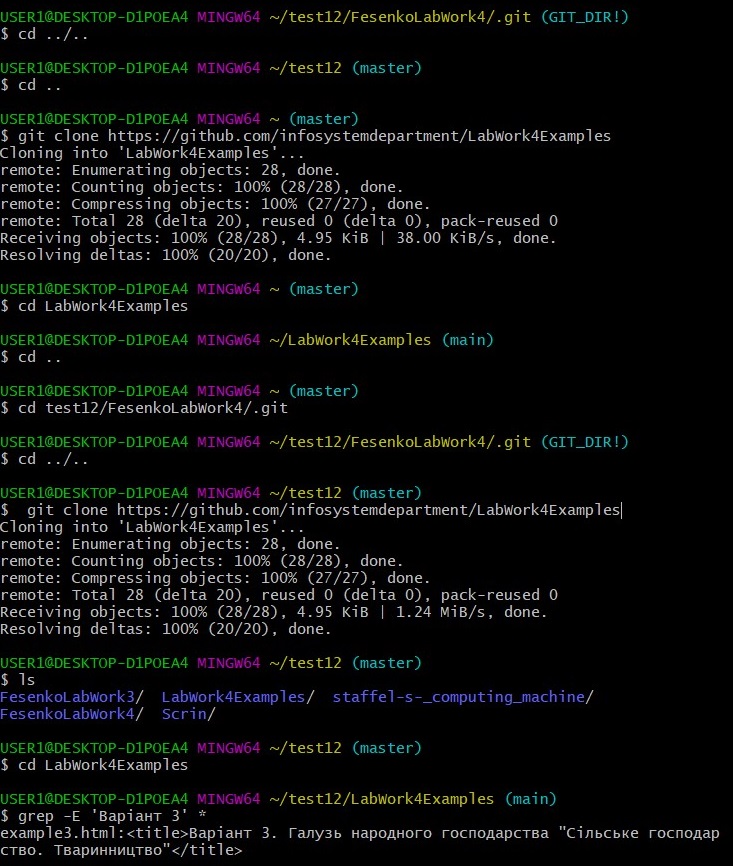 USER1@DESKTOP-D1POEA4 MINGW64 ~/test12/FesenkoLabWork4/.git (GIT_DIR!)
$ cd ../..
USER1@DESKTOP-D1POEA4 MINGW64 ~/test12 (master)
$ cd ..
USER1@DESKTOP-D1POEA4 MINGW64 ~ (master)
$ git clone https://github.com/infosystemdepartment/LabWork4Examples
Cloning into 'LabWork4Examples'...
remote: Enumerating objects: 28, done.
remote: Counting objects: 100% (28/28), done.
remote: Compressing objects: 100% (27/27), done.
remote: Total 28 (delta 20), reused 0 (delta 0), pack-reused 0
Receiving objects: 100% (28/28), 4.95 KiB | 38.00 KiB/s, done.
Resolving deltas: 100% (20/20), done.
USER1@DESKTOP-D1POEA4 MINGW64 ~ (master)
$ cd LabWork4Examples
USER1@DESKTOP-D1POEA4 MINGW64 ~/LabWork4Examples (main)
$ cd ..
USER1@DESKTOP-D1POEA4 MINGW64 ~ (master)
$ cd test12/FesenkoLabWork4/.git
USER1@DESKTOP-D1POEA4 MINGW64 ~/test12/FesenkoLabWork4/.git (GIT_DIR!)
$ cd ../..
USER1@DESKTOP-D1POEA4 MINGW64 ~/test12 (master)
$  git clone https://github.com/infosystemdepartment/LabWork4Examples
Cloning into 'LabWork4Examples'...
remote: Enumerating objects: 28, done.
remote: Counting objects: 100% (28/28), done.
remote: Compressing objects: 100% (27/27), done.
remote: Total 28 (delta 20), reused 0 (delta 0), pack-reused 0
Receiving objects: 100% (28/28), 4.95 KiB | 1.24 MiB/s, done.
Resolving deltas: 100% (20/20), done.
USER1@DESKTOP-D1POEA4 MINGW64 ~/test12 (master)
$ ls
FesenkoLabWork3/  LabWork4Examples/  staffel-s-_computing_machine/
FesenkoLabWork4/  Scrin/
USER1@DESKTOP-D1POEA4 MINGW64 ~/test12 (master)
$ cd LabWork4Examples
USER1@DESKTOP-D1POEA4 MINGW64 ~/test12/LabWork4Examples (main)
$ grep -E 'Варіант 3' *
example3.html:<title>Варіант 3. Галузь народного господарства "Сільське господар
ство. Тваринництво"</title>